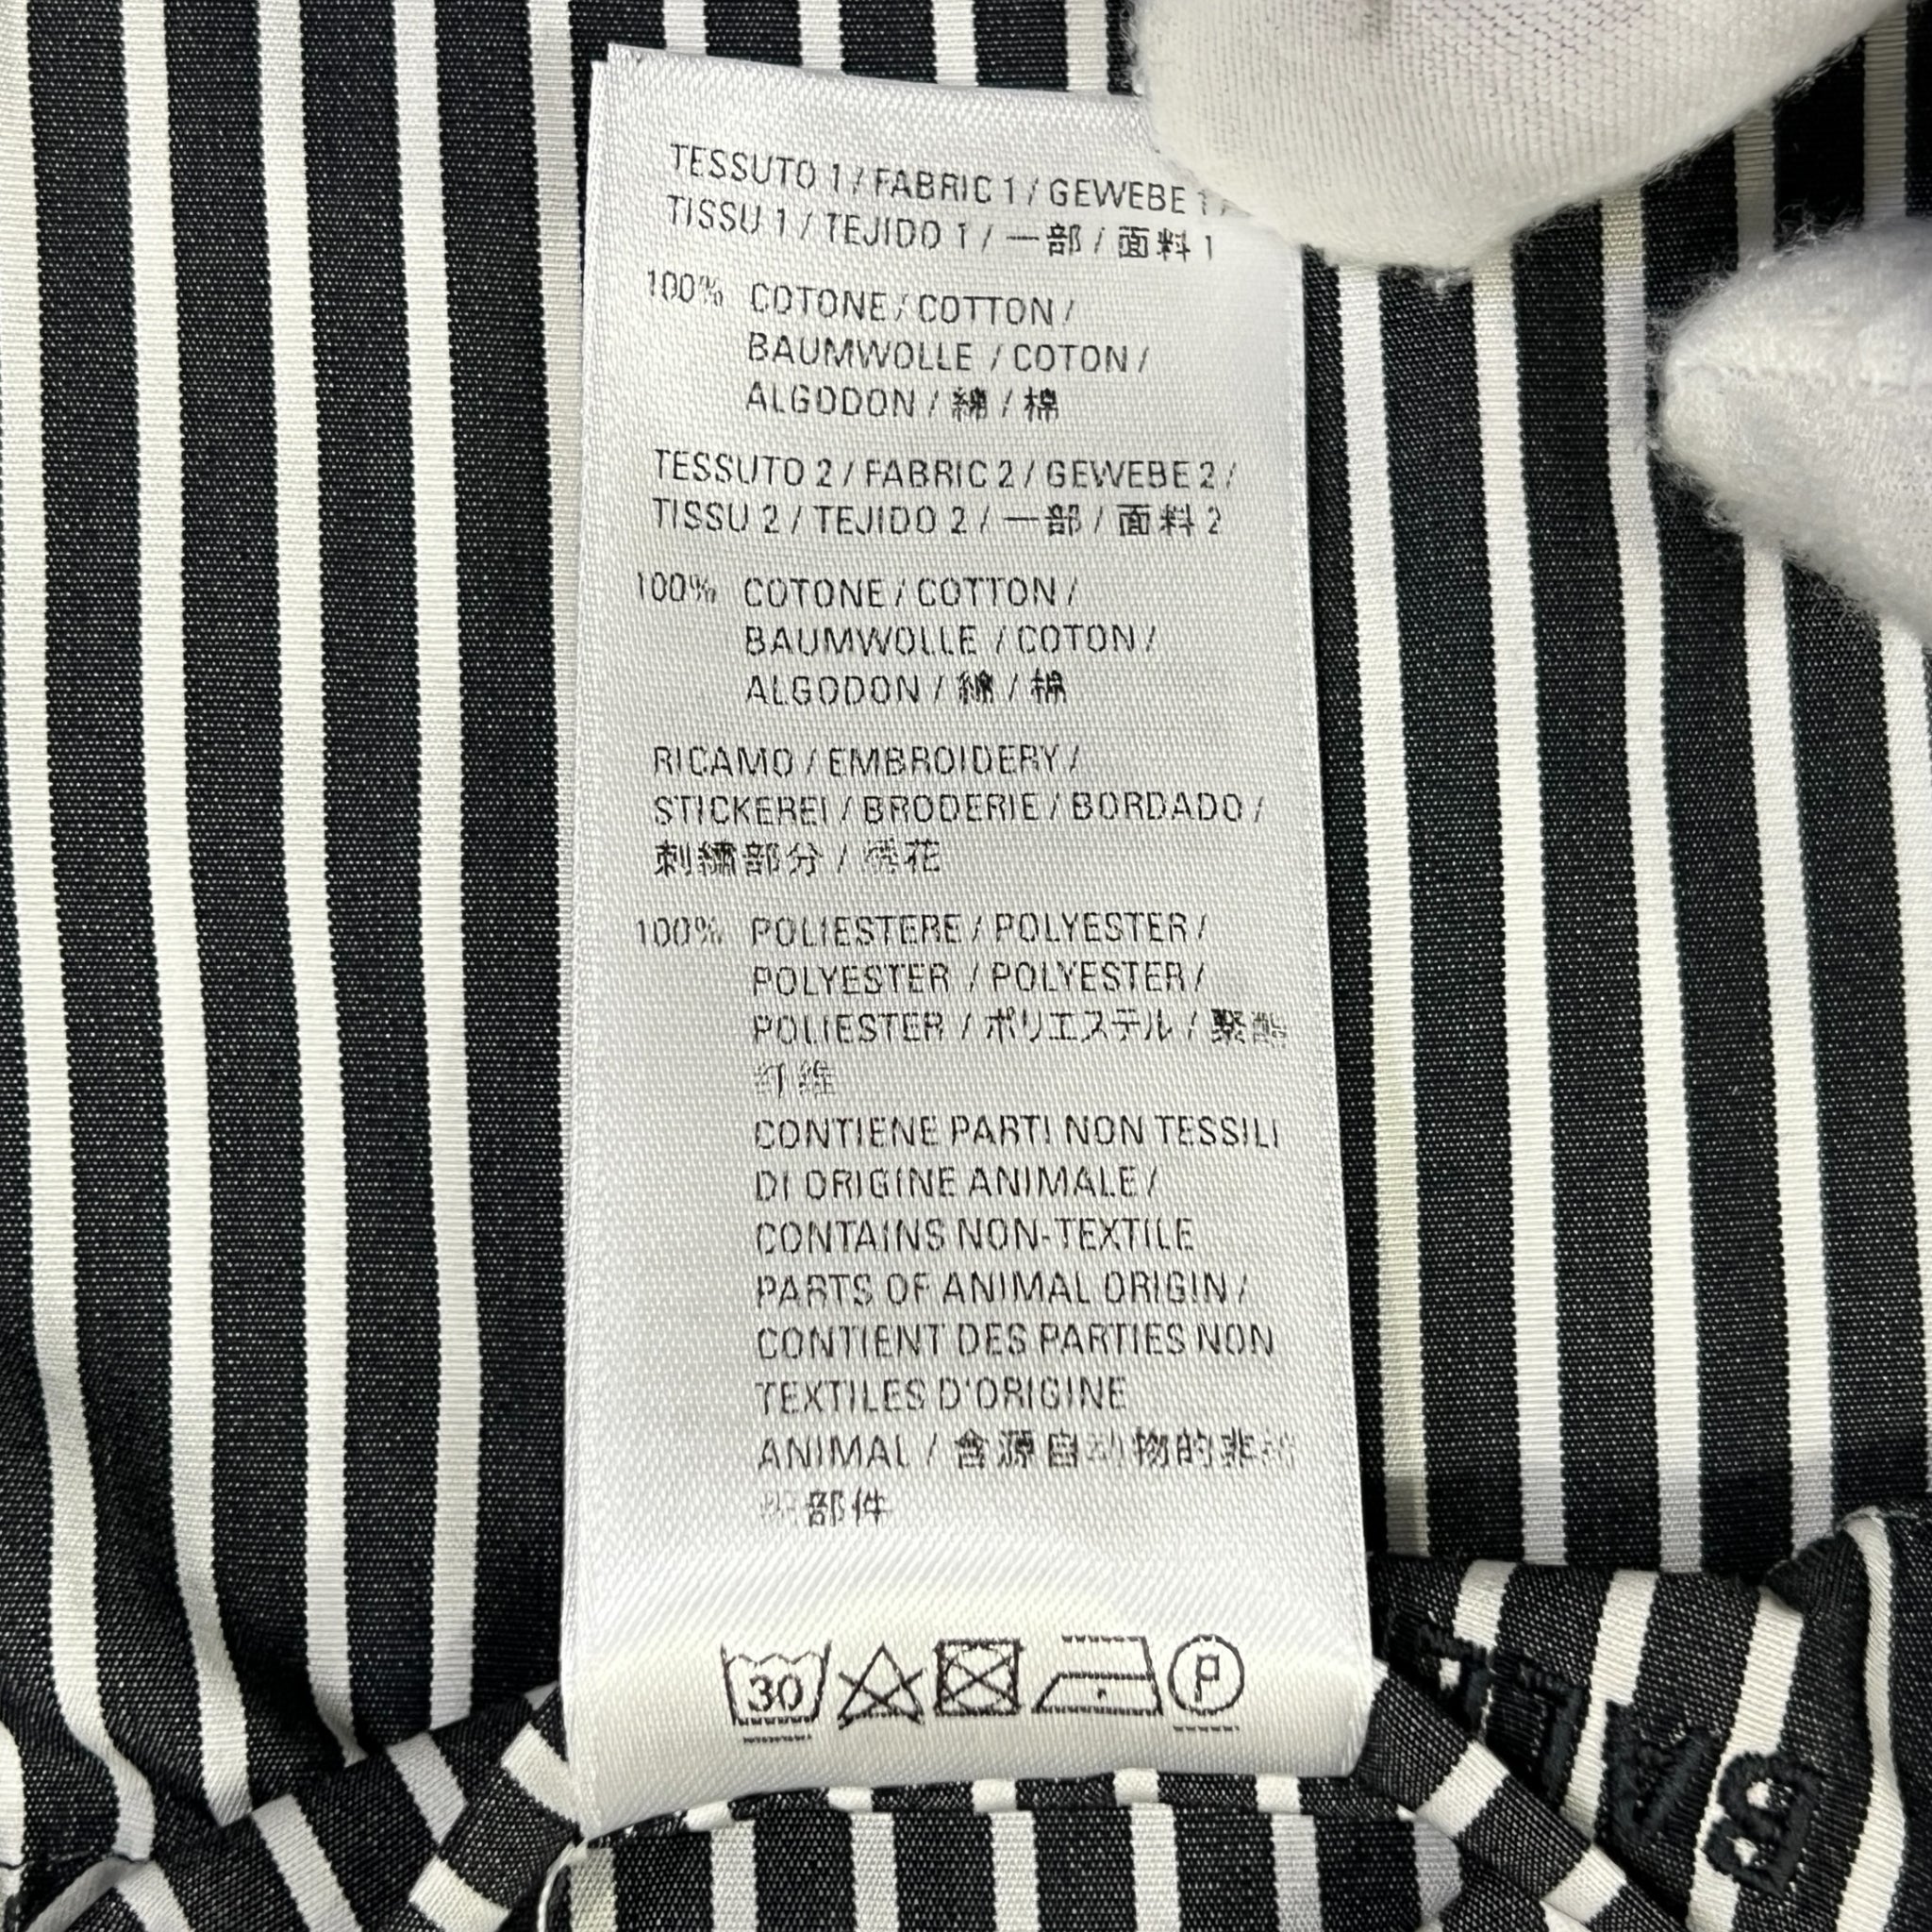 TESSUTO 1 / FABRIC 1 / GEWEBE 1 /
TISSU 1 / TEJIDO 1 / 一部 / 面料 1
100% COTONE / COTTON /
BAUMWOLLE / COTON /
ALGODON / 綿 / 棉
TESSUTO 2 / FABRIC 2 / GEWEBE 2 /
TISSU 2 / TEJIDO 2 / 一部 / 面料 2
100% COTONE / COTTON /
BAUMWOLLE / COTON /
ALGODON / 綿 / 棉
RICAMO / EMBROIDERY /
STICKEREI / BRODERIE / BORDADO /
刺繍部分 / 绣花
100% POLIESTERE / POLYESTER /
POLYESTER / POLYESTER /
POLIESTER / ポリエステル / 聚酯
纤维
CONTIENE PARTI NON TESSILI
DI ORIGINE ANIMALE /
CONTAINS NON-TEXTILE
PARTS OF ANIMAL ORIGIN /
CONTIENT DES PARTIES NON
TEXTILES D'ORIGINE
ANIMAL / 含源自动物的非
部件
30
P
BAL